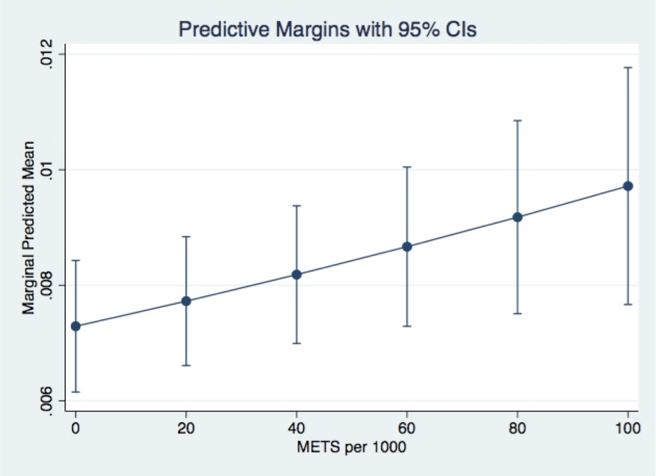 Predictive Margins with 95% CIs
Marginal Predicted Mean
.012
.01
.008
.006
0 20 40 60 80 100
METS per 1000